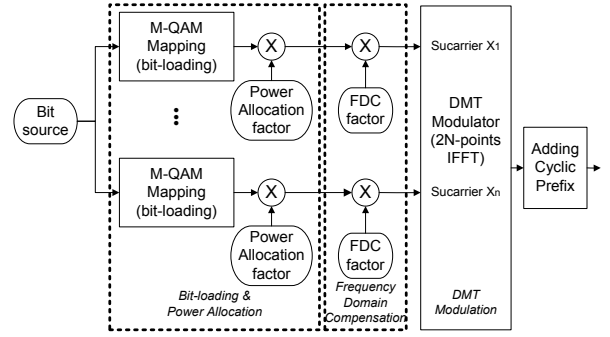 Bit
source
M-QAM
Mapping
(bit-loading)
X
Power
Allocation
factor
X
FDC
factor
Sucarrier X1
M-QAM
Mapping
(bit-loading)
X
Power
Allocation
factor
X
FDC
factor
Sucarrier Xn
DMT
Modulator
(2N-points
IFFT)
Adding
Cyclic
Prefix
Bit-loading &
Power Allocation
Frequency
Domain
Compensation
DMT
Modulation